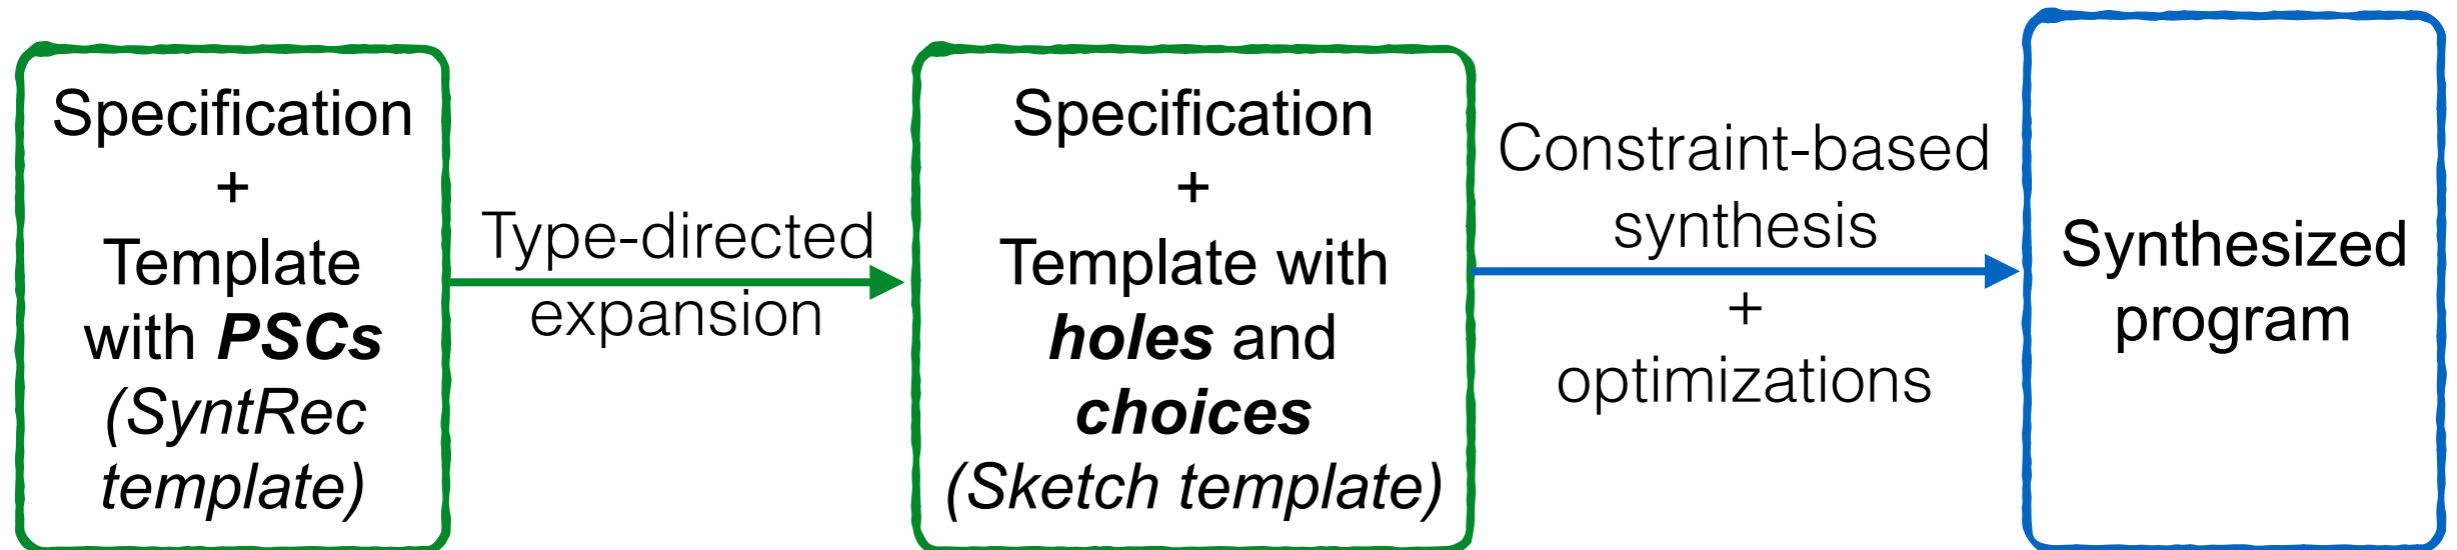 Specification
+
Template
with PSCs
(SyntRec
template)
Type-directed
expansion
Specification
+
Template with
holes and
choices
(Sketch template)
Constraint-based
synthesis
+
optimizations
Synthesized
program